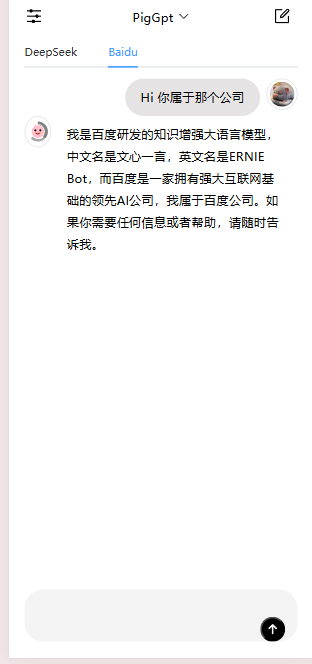 PigGpt
DeepSeek Baidu
Hi 你属于那个公司
我是百度研发的知识增强大语言模型，
中文名是文心一言，英文名是ERNIE
Bot，而百度是一家拥有强大互联网基
础的领先AI公司，我属于百度公司。如
果你需要任何信息或者帮助，请随时告
诉我。